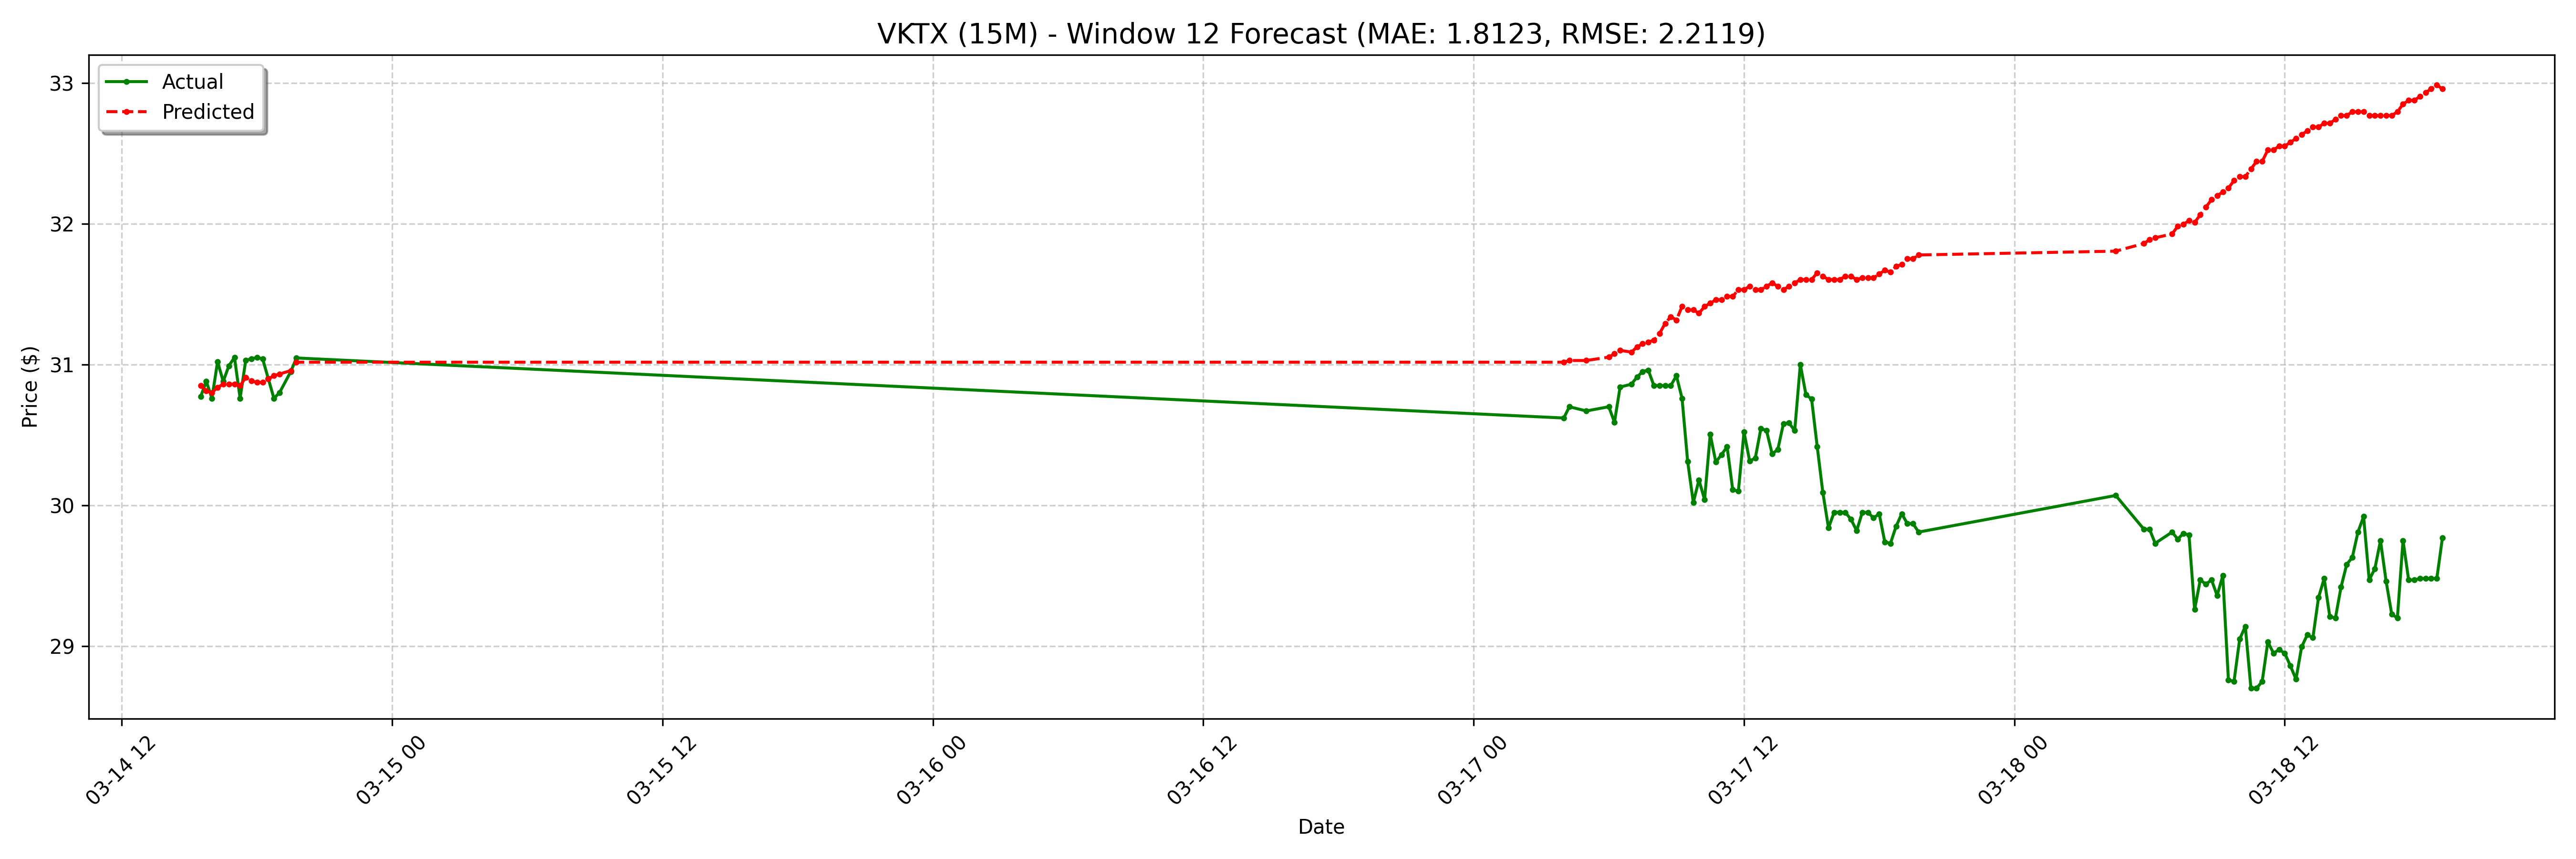 VKTX (15M) - Window 12 Forecast (MAE: 1.8123, RMSE: 2.2119)
Actual
Predicted
Price ($)
33
32
31
30
29
03-14 12
03-15 00
03-15 12
03-16 00
03-16 12
03-17 00
03-17 12
03-18 00
03-18 12
Date